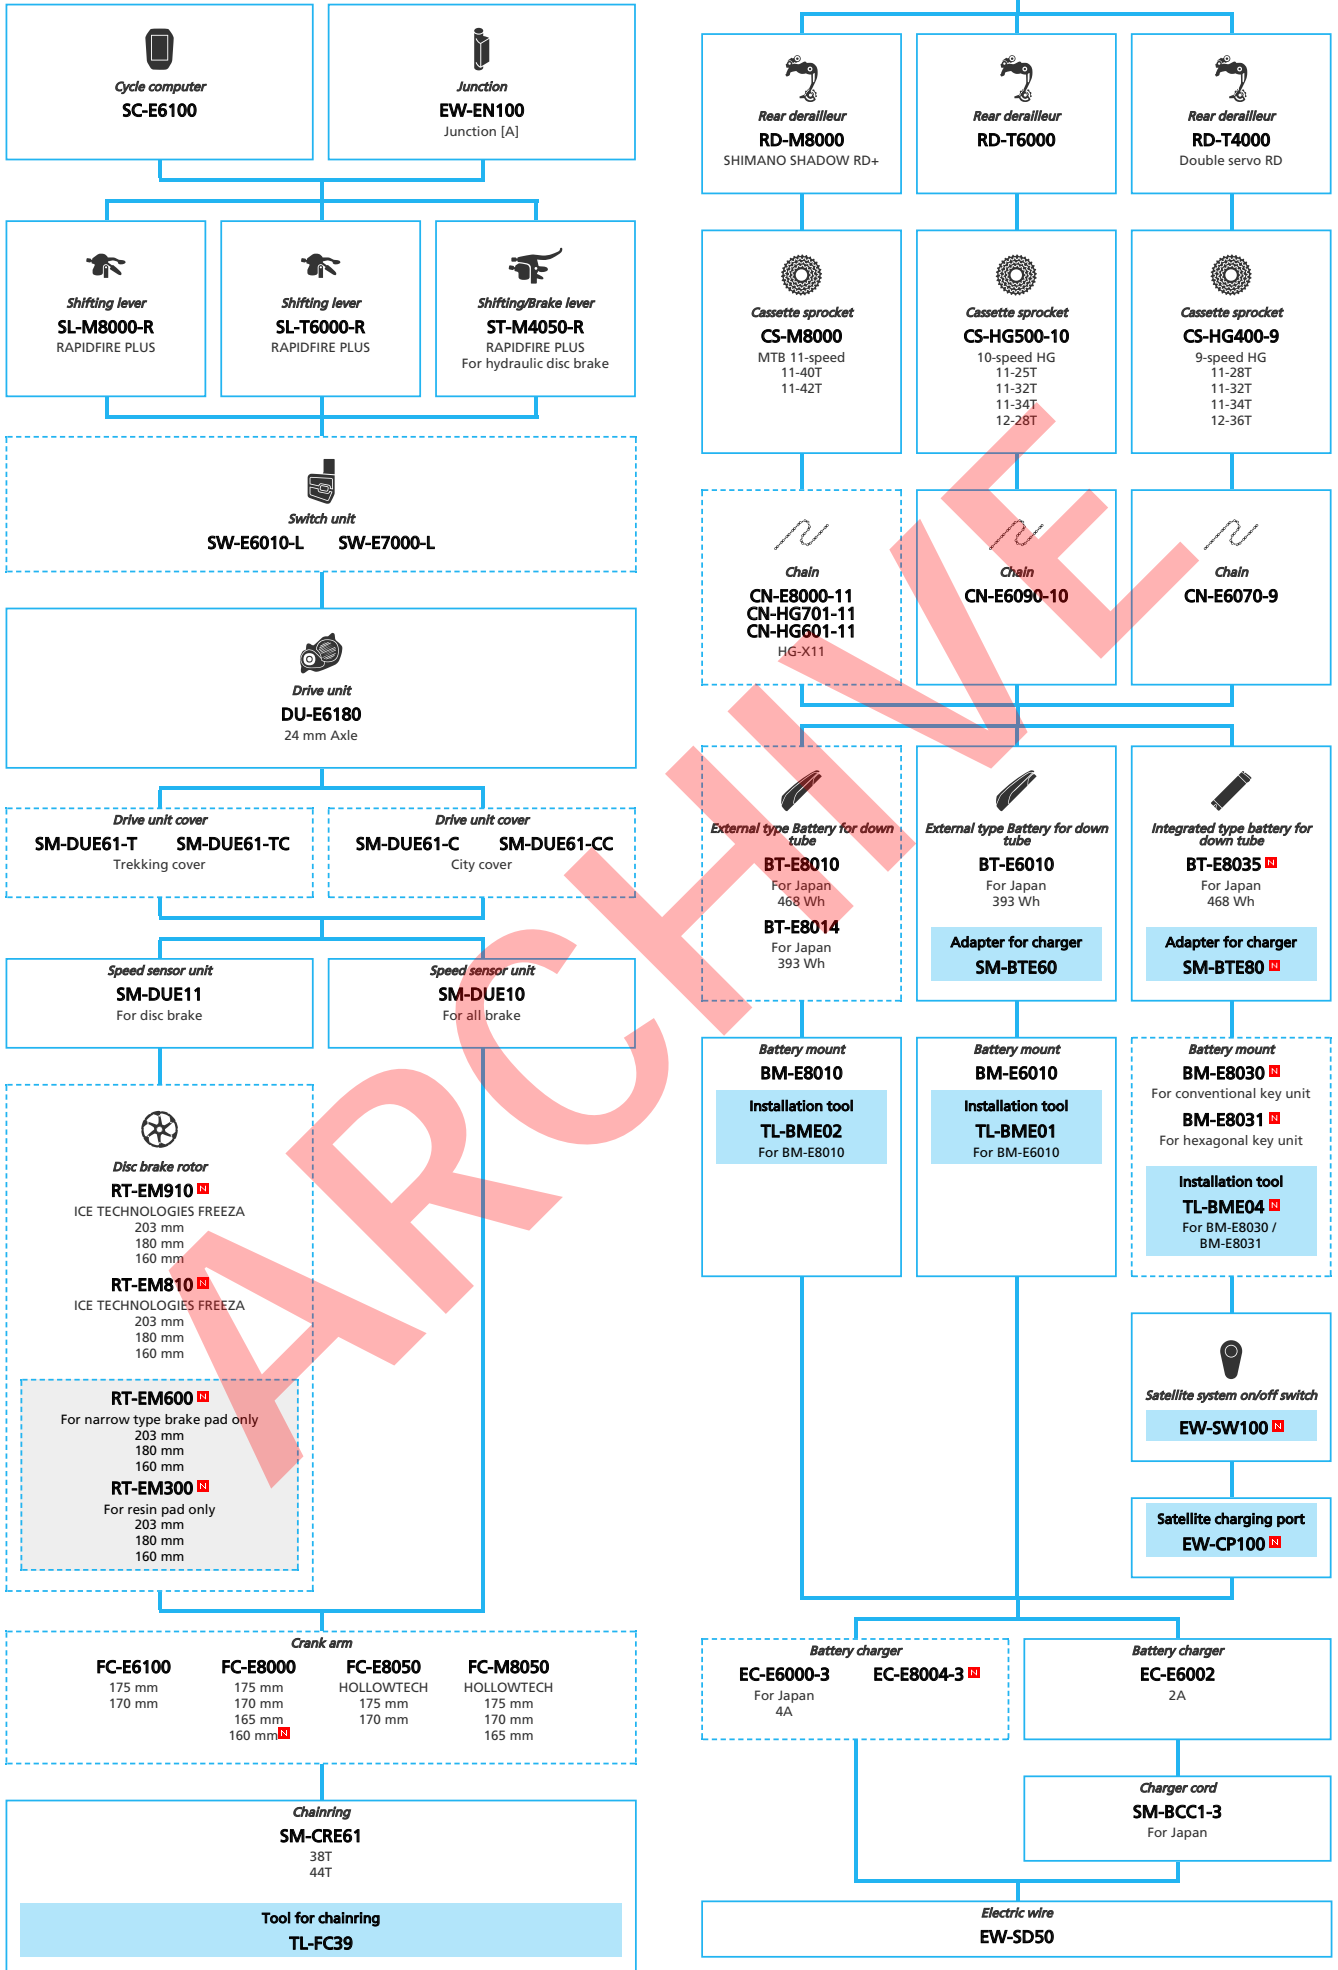 Cycle computer
SC-E6100
Junction
EW-EN100
Junction [A]
Shifting lever
SL-M8000-R
RAPIDFIRE PLUS
Shifting lever
SL-T6000-R
RAPIDFIRE PLUS
Shifting/Brake lever
ST-M4050-R
RAPIDFIRE PLUS
For hydraulic disc brake
Switch unit
SW-E6010-L SW-E7000-L
Drive unit
DU-E6180
24 mm Axle
Drive unit cover
SM-DUE61-T SM-DUE61-TC
Trekking cover
Drive unit cover
SM-DUE61-C SM-DUE61-CC
City cover
Speed sensor unit
SM-DUE11
For disc brake
Speed sensor unit
SM-DUE10
For all brake
Disc brake rotor
RT-EM910 N
ICE TECHNOLOGIES FREEZA
203 mm
180 mm
160 mm
RT-EM810 N
ICE TECHNOLOGIES FREEZA
203 mm
180 mm
160 mm
RT-EM600 N
For narrow type brake pad only
203 mm
180 mm
160 mm
RT-EM300 N
For resin pad only
203 mm
180 mm
160 mm
Crank arm
FC-E6100
175 mm
170 mm
FC-E8000
175 mm
170 mm
165 mm
160 mm N
FC-E8050
HOLLOWTECH
175 mm
170 mm
FC-M8050
HOLLOWTECH
175 mm
170 mm
165 mm
Chainring
SM-CRE61
38T
44T
Tool for chainring
TL-FC39
Rear derailleur
RD-M8000
SHIMANO SHADOW RD+
Rear derailleur
RD-T6000
Rear derailleur
RD-T4000
Double servo RD
Cassette sprocket
CS-M8000
MTB 11-speed
11-40T
11-42T
Cassette sprocket
CS-HG500-10
10-speed HG
11-25T
11-32T
11-34T
12-28T
Cassette sprocket
CS-HG400-9
9-speed HG
11-28T
11-32T
11-34T
12-36T
Chain
CN-E8000-11
CN-HG701-11
CN-HG601-11
HG-X11
Chain
CN-E6090-10
Chain
CN-E6070-9
External type Battery for down
tube
BT-E8010
For Japan
468 Wh
BT-E8014
For Japan
393 Wh
External type Battery for down
tube
BT-E6010
For Japan
393 Wh
Adapter for charger
SM-BTE60
Integrated type battery for
down tube
BT-E8035 N
For Japan
468 Wh
Adapter for charger
SM-BTE80 N
Battery mount
BM-E8010
Installation tool
TL-BME02
For BM-E8010
Battery mount
BM-E6010
Installation tool
TL-BME01
For BM-E6010
Battery mount
BM-E8030 N
For conventional key unit
BM-E8031 N
For hexagonal key unit
Installation tool
TL-BME04 N
For BM-E8030 /
BM-E8031
Satellite system on/off switch
EW-SW100 N
Satellite charging port
EW-CP100 N
Battery charger
EC-E6000-3 EC-E8004-3 N
For Japan
4A
Battery charger
EC-E6002
2A
Charger cord
SM-BCC1-3
For Japan
Electric wire
EW-SD50
ARCHIVE